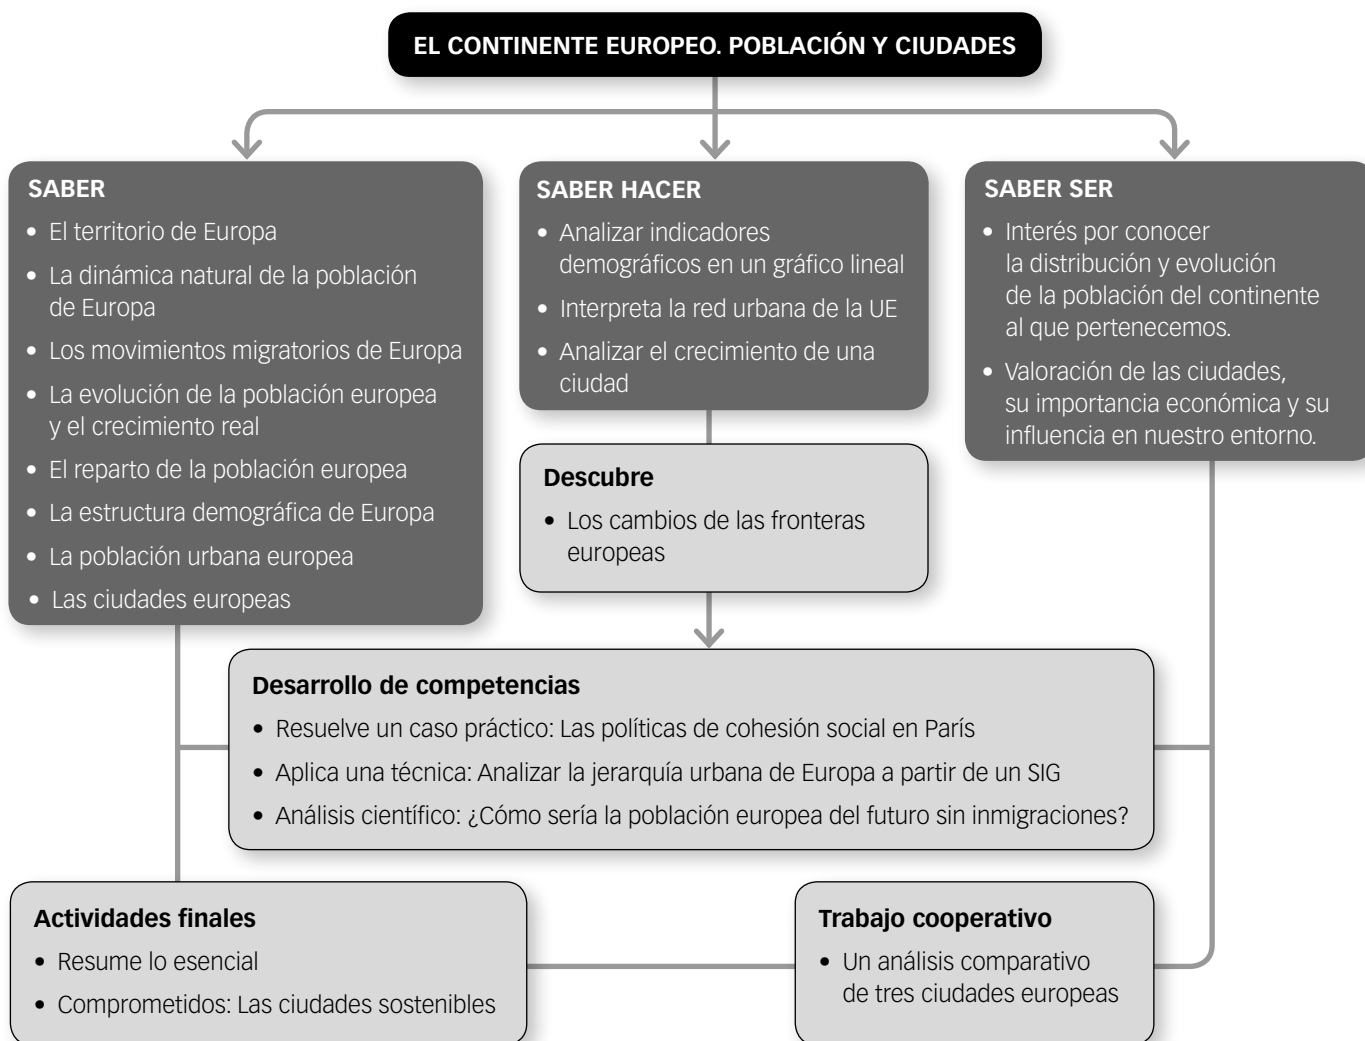 EL CONTINENTE EUROPEO. POBLACIÓN Y CIUDADES
SABER
• El territorio de Europa
• La dinámica natural de la población
de Europa
• Los movimientos migratorios de Europa
• La evolución de la población europea
y el crecimiento real
• El reparto de la población europea
• La estructura demográfica de Europa
• La población urbana europea
• Las ciudades europeas
SABER HACER
• Analizar indicadores
demográficos en un gráfico lineal
• Interpreta la red urbana de la UE
• Analizar el crecimiento de una
ciudad
SABER SER
• Interés por conocer
la distribución y evolución
de la población del continente
al que pertenecemos.
• Valoración de las ciudades,
su importancia económica y su
influencia en nuestro entorno.
Descubre
• Los cambios de las fronteras
europeas
Desarrollo de competencias
• Resuelve un caso práctico: Las políticas de cohesión social en París
• Aplica una técnica: Analizar la jerarquía urbana de Europa a partir de un SIG
• Análisis científico: ¿Cómo sería la población europea del futuro sin inmigraciones?
Actividades finales
• Resume lo esencial
• Comprometidos: Las ciudades sostenibles
Trabajo cooperativo
• Un análisis comparativo
de tres ciudades europeas